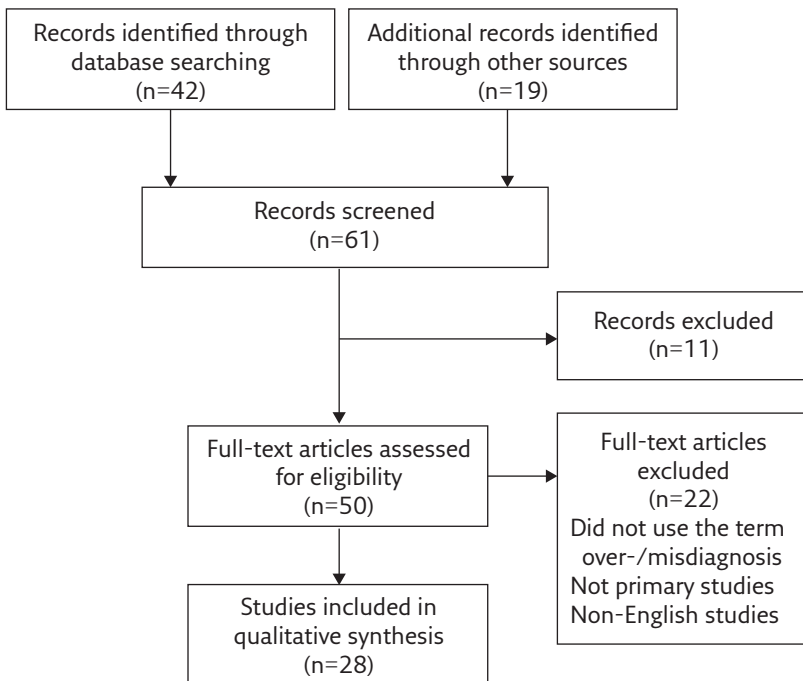 Records identified through
database searching
(n=42)
Additional records identified
through other sources
(n=19)
Records screened
(n=61)
Records excluded
(n=11)
Full-text articles assessed
for eligibility
(n=50)
Full-text articles
excluded
(n=22)
Did not use the term
over-/misdiagnosis
Not primary studies
Non-English studies
Studies included in
qualitative synthesis
(n=28)